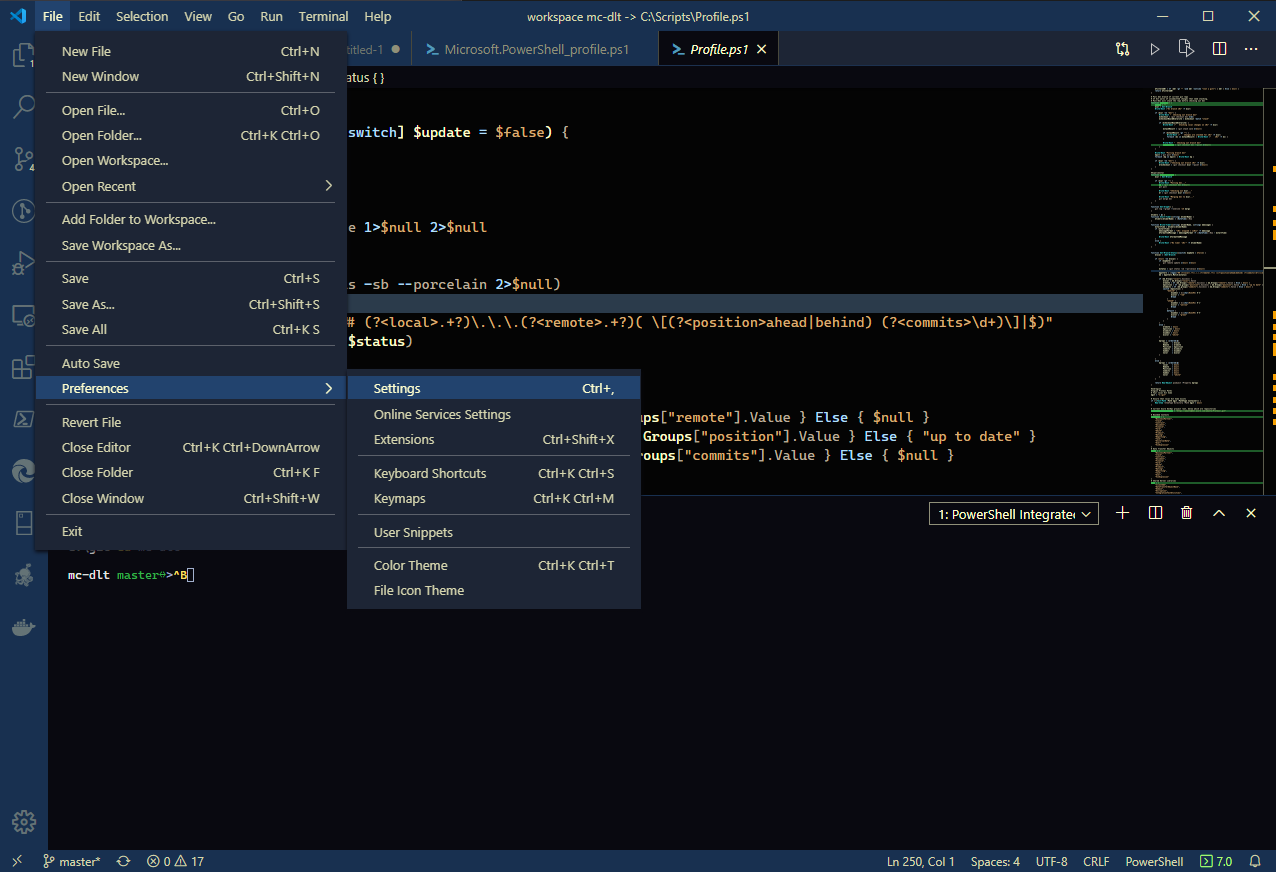 File Edit Selection View Go Run Terminal Help
workspace mc-dlt -> C:\Scripts\Profile.ps1
ntitled-1 ● Microsoft.PowerShell_profile.ps1 Profile.ps1
atus { }
New File Ctrl+N
New Window Ctrl+Shift+N
Open File... Ctrl+O
Open Folder... Ctrl+K Ctrl+O
Open Workspace...
Open Recent
Add Folder to Workspace...
Save Workspace As...
Save Ctrl+S
Save As... Ctrl+Shift+S
Save All Ctrl+K S
Auto Save
Preferences
Revert File
Close Editor Ctrl+K Ctrl+DownArrow
Close Folder Ctrl+K F
Close Window Ctrl+Shift+W
Exit
Settings Ctrl+,
Online Services Settings
Extensions Ctrl+Shift+X
Keyboard Shortcuts Ctrl+K Ctrl+S
Keymaps Ctrl+K Ctrl+M
User Snippets
Color Theme Ctrl+K Ctrl+T
File Icon Theme
switch] $update = $false) {
e 1>$null 2>$null
s -sb --porcelain 2>$null)
# (?<local>.+?)\.\.\.(?<remote>.+?)( \[(?<position>ahead|behind) (?<commits>\d+)\]|$)"
$status)
ps["remote"].Value } Else { $null }
Groups["position"].Value } Else { "up to date" }
roups["commits"].Value } Else { $null }
1: PowerShell Integrate
mc-dlt master⇔>^B
1
4
master* 0 17
Ln 250, Col 1 Spaces: 4 UTF-8 CRLF PowerShell 7.0